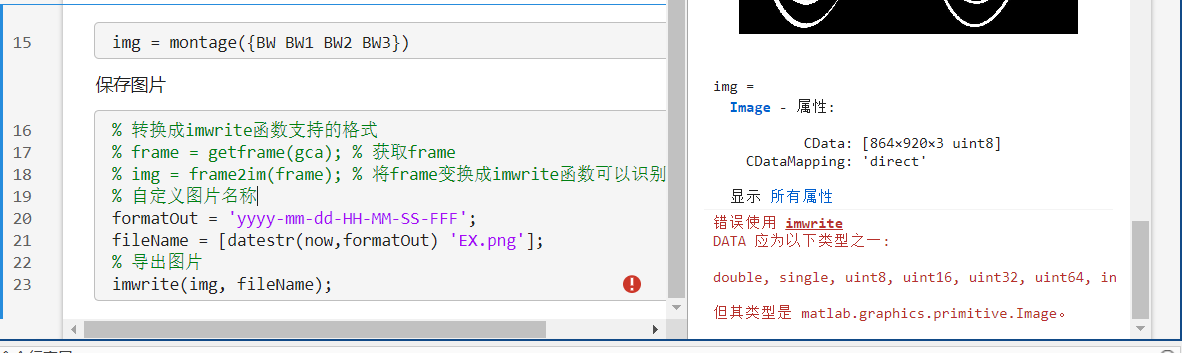 15 img = montage({BW BW1 BW2 BW3})
保存图片
16 % 转换成imwrite函数支持的格式
17 % frame = getframe(gca); % 获取frame
18 % img = frame2im(frame); % 将frame变换成imwrite函数可以识别
19 % 自定义图片名称
20 formatOut = 'yyyy-mm-dd-HH-MM-SS-FFF';
21 fileName = [datestr(now,formatOut) 'EX.png'];
22 % 导出图片
23 imwrite(img, fileName);
img =
Image - 属性:
CData: [864×920×3 uint8]
CDataMapping: 'direct'
显示 所有属性
错误使用 imwrite
DATA 应为以下类型之一:
double, single, uint8, uint16, uint32, uint64, in
但其类型是 matlab.graphics.primitive.Image。